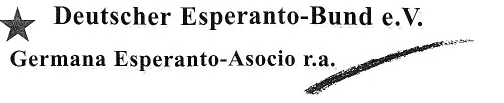 Deutscher Esperanto-Bund e.V.
Germana Esperanto-Asocio r.a.